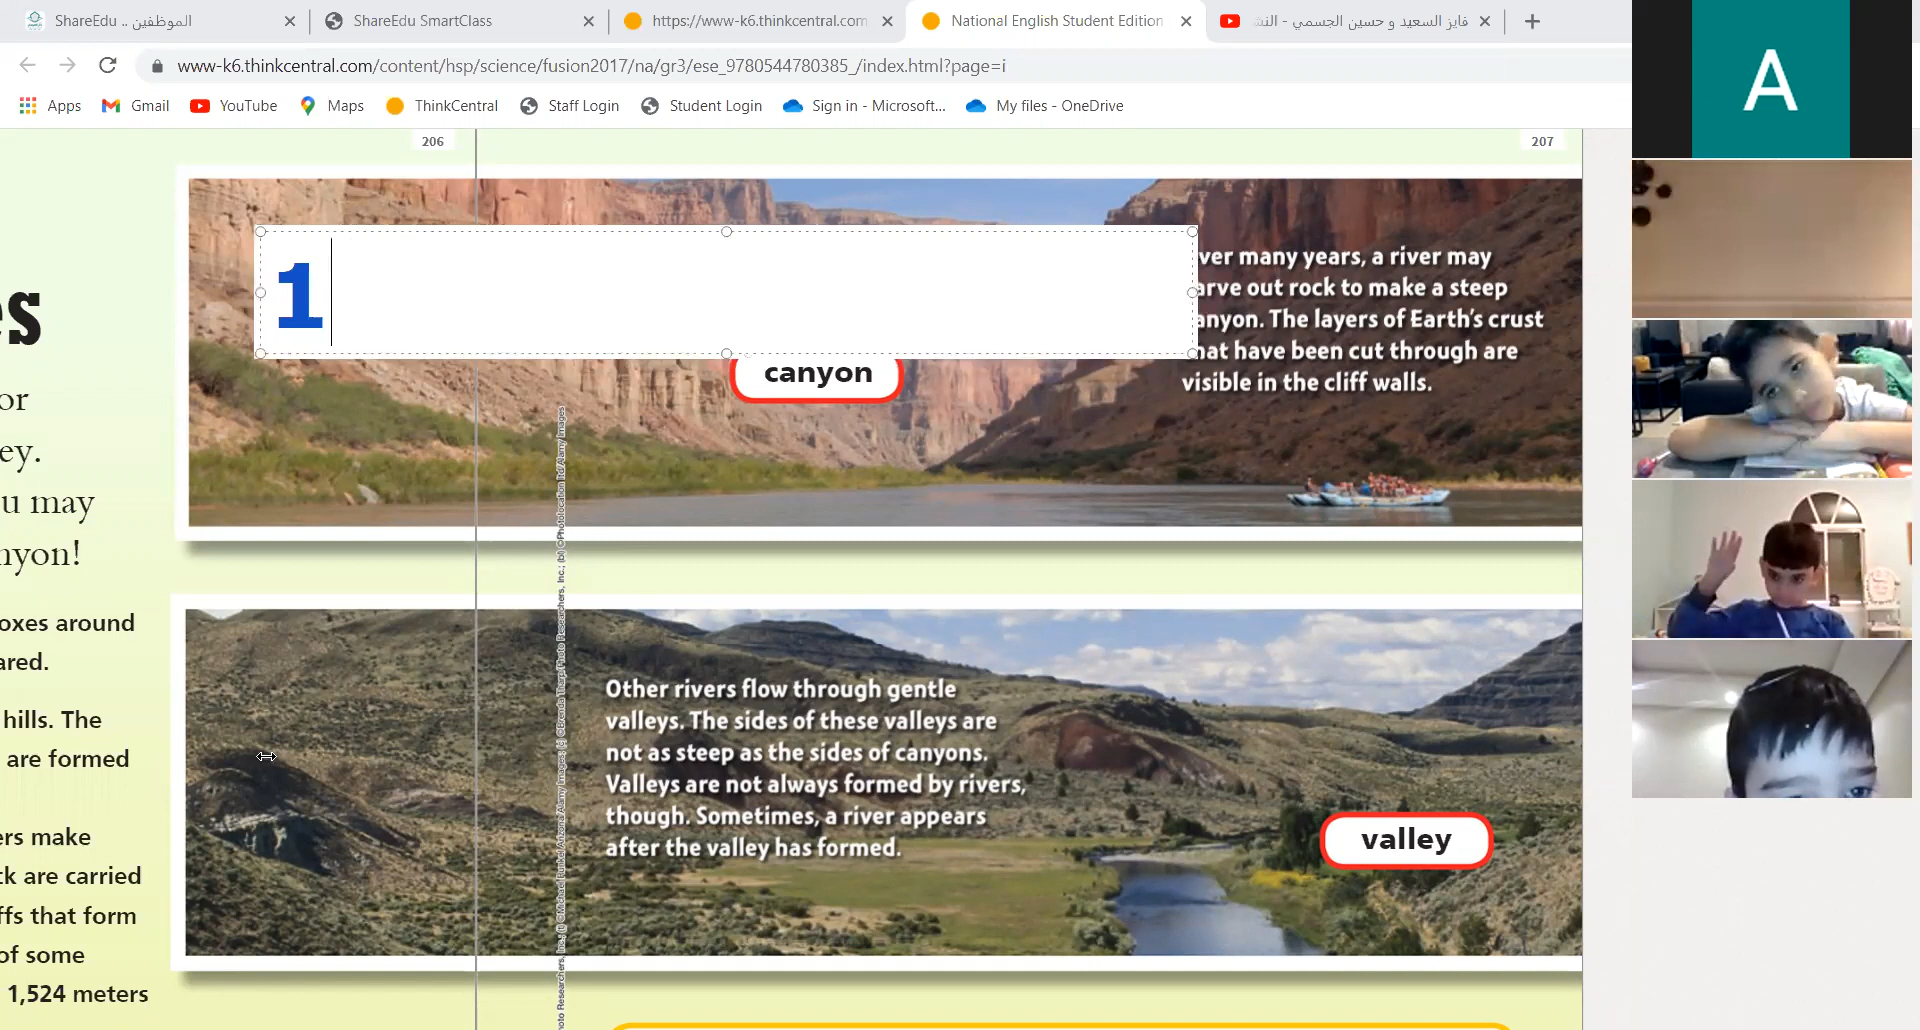 ShareEdu .. الموظفين
ShareEdu SmartClass
https://www-k6.thinkcentral.com
National English Student Edition
فايز السعيد و حسين الجسمي - النش
www-k6.thinkcentral.com/content/hsp/science/fusion2017/na/gr3/ese_9780544780385_/index.html?page=i
Apps
Gmail
YouTube
Maps
ThinkCentral
Staff Login
Student Login
Sign in - Microsoft...
My files - OneDrive
A
206
207
es
or
ey.
u may
nyon!
oxes around
ared.
hills. The
are formed
ers make
ck are carried
ffs that form
of some
1,524 meters
1
ver many years, a river may
arve out rock to make a steep
anyon. The layers of Earth's crust
hat have been cut through are
visible in the cliff walls.
canyon
Other rivers flow through gentle
valleys. The sides of these valleys are
not as steep as the sides of canyons.
Valleys are not always formed by rivers,
though. Sometimes, a river appears
after the valley has formed.
valley